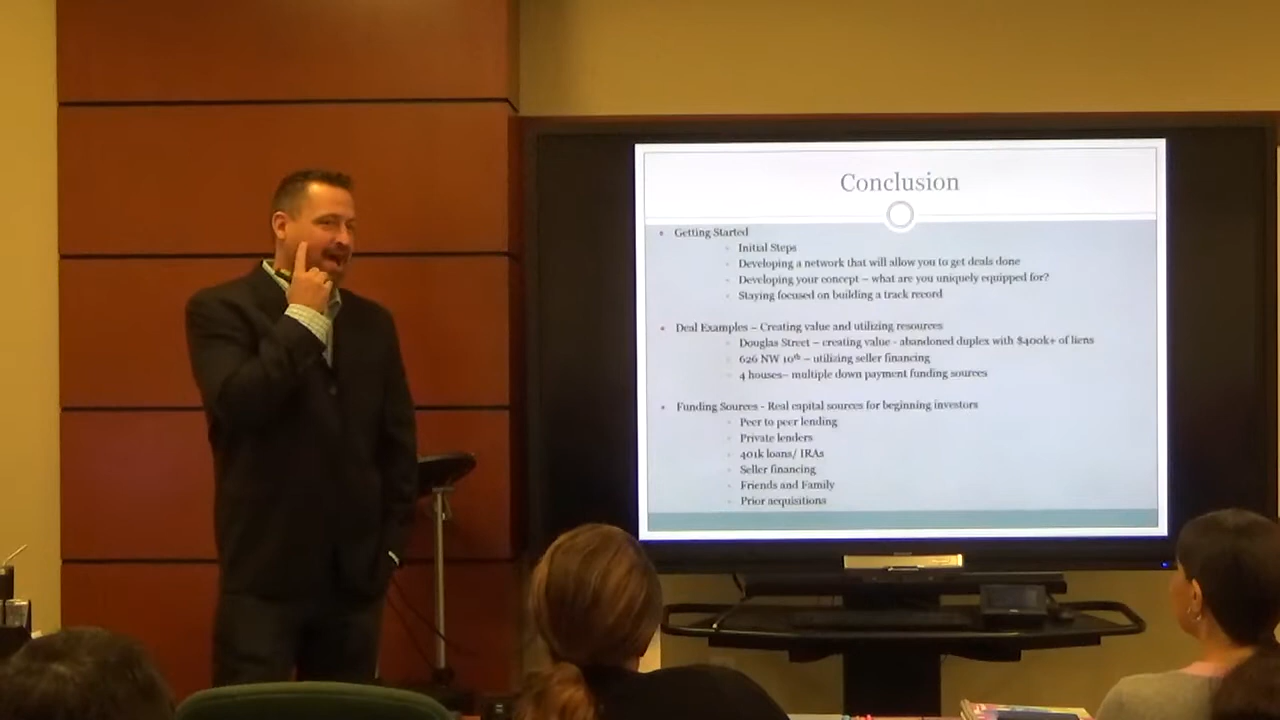 Conclusion
Getting Started
Initial Steps
Developing a network that will allow you to get deals done
Developing your concept – what are you uniquely equipped for?
Staying focused on building a track record
Deal Examples – Creating value and utilizing resources
Douglas Street – creating value - abandoned duplex with $400k+ of liens
626 NW 10th – utilizing seller financing
4 houses– multiple down payment funding sources
Funding Sources - Real capital sources for beginning investors
Peer to peer lending
Private lenders
401k loans/ IRAs
Seller financing
Friends and Family
Prior acquisitions